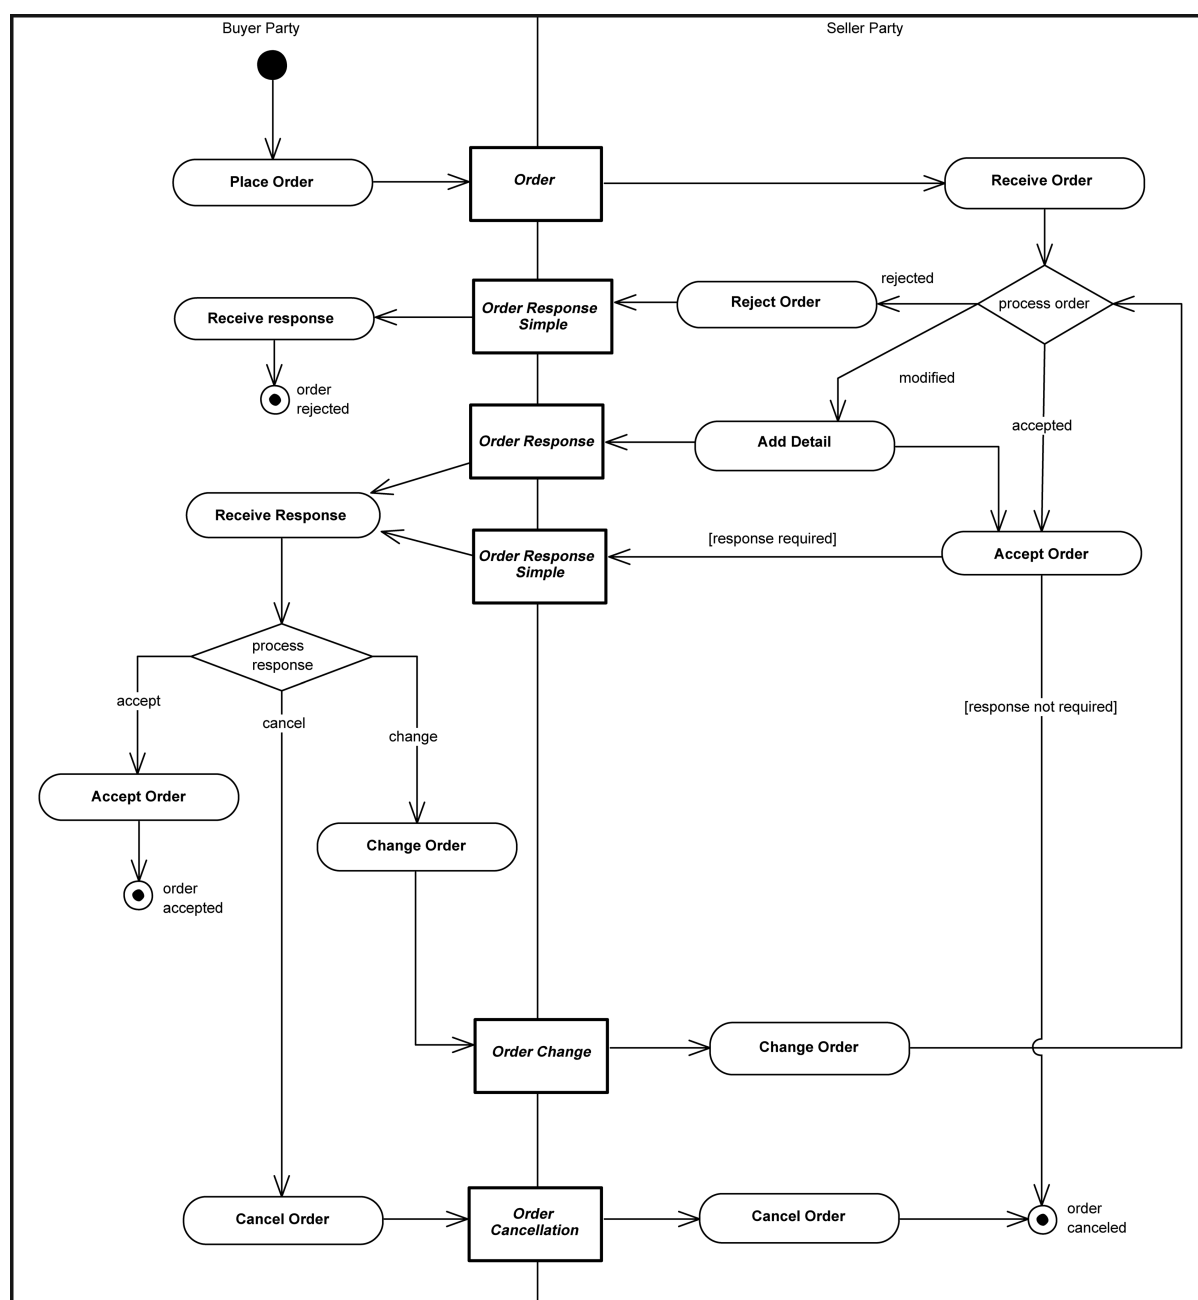 Buyer Party
Seller Party
Place Order
Order
Receive Order
rejected
Reject Order
process order
Order Response
Simple
Receive response
order
rejected
modified
accepted
Add Detail
Order Response
Receive Response
[response required]
Accept Order
Order Response
Simple
process
response
accept
cancel
change
[response not required]
Accept Order
Change Order
order
accepted
Order Change
Change Order
Cancel Order
Order
Cancellation
Cancel Order
order
canceled